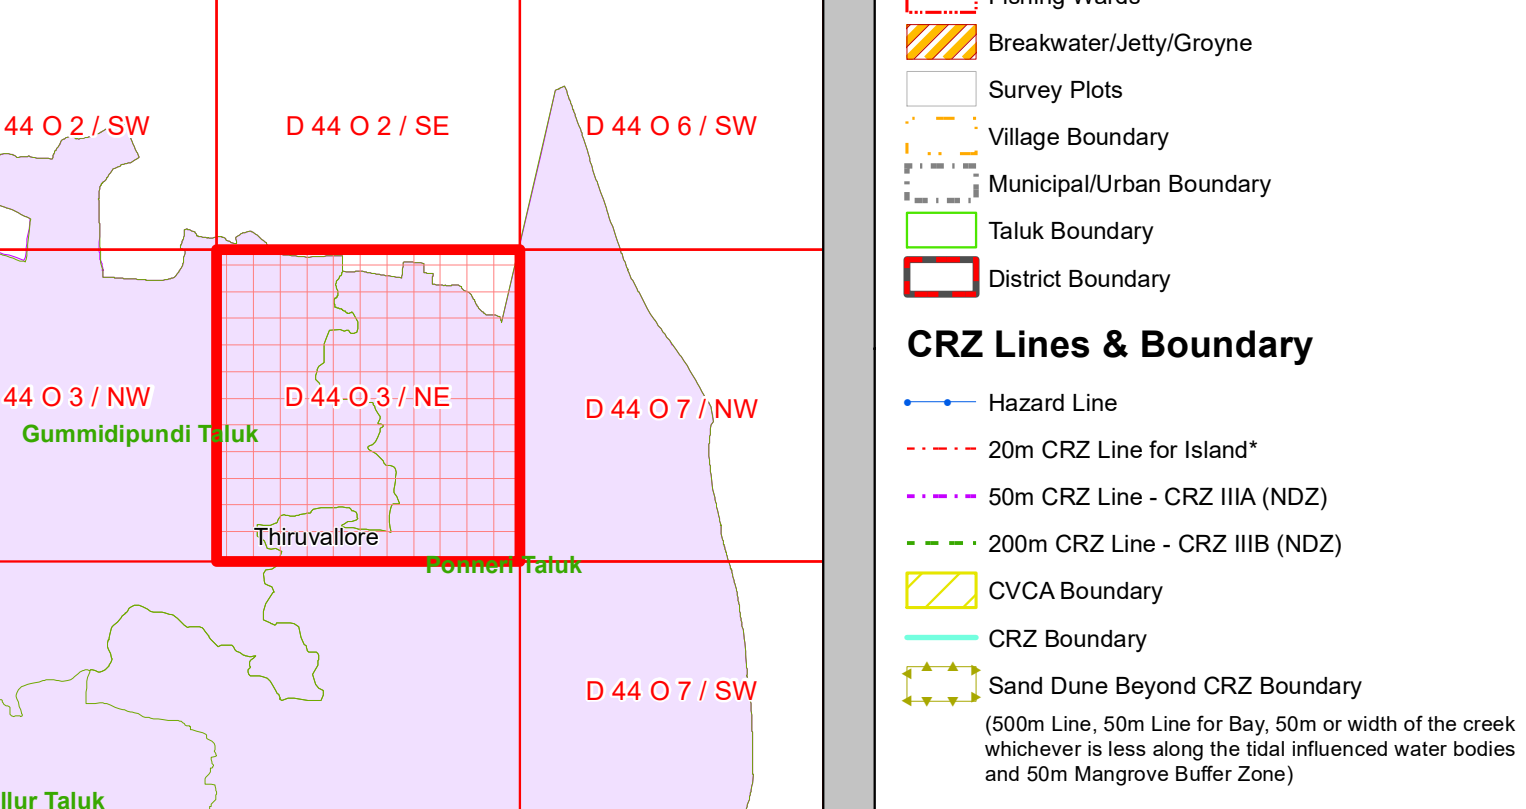 44 O 2 / SW
D 44 O 2 / SE
D 44 O 6 / SW
44 O 3 / NW
D 44 O 3 / NE
D 44 O 7 / NW
Gummidipundi Taluk
Thiruvallore
Ponneri Taluk
D 44 O 7 / SW
llur Taluk
Fishing Wards
Breakwater/Jetty/Groyne
Survey Plots
Village Boundary
Municipal/Urban Boundary
Taluk Boundary
District Boundary
CRZ Lines & Boundary
Hazard Line
20m CRZ Line for Island*
50m CRZ Line - CRZ IIIA (NDZ)
200m CRZ Line - CRZ IIIB (NDZ)
CVCA Boundary
CRZ Boundary
Sand Dune Beyond CRZ Boundary
(500m Line, 50m Line for Bay, 50m or width of the creek
whichever is less along the tidal influenced water bodies
and 50m Mangrove Buffer Zone)